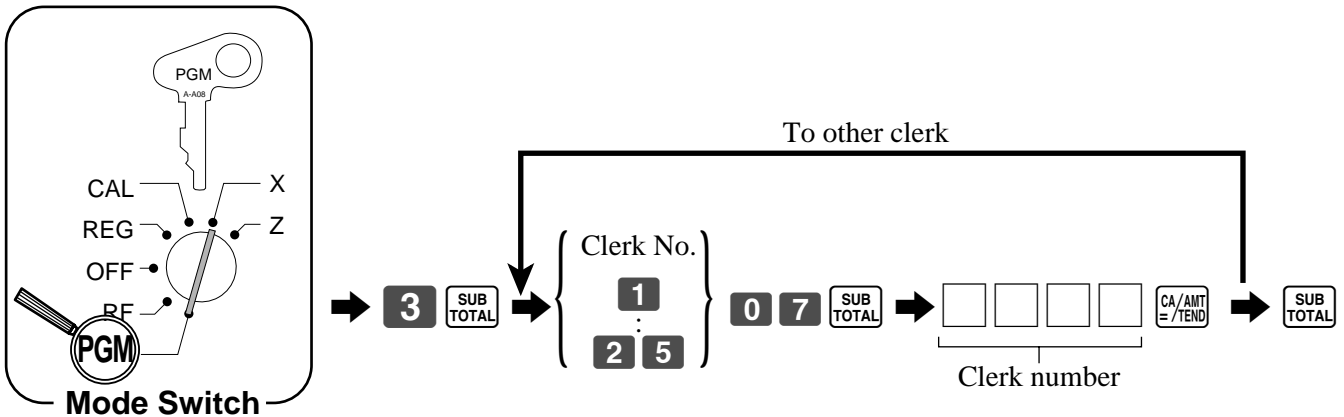 PGM
A-A08
CAL
X
REG
Z
OFF
RF
PGM
Mode Switch
3 SUB TOTAL
To other clerk
Clerk No.
1
:
2 5
0 7 SUB TOTAL
CA/AMT
= /TEND
Clerk number
SUB TOTAL